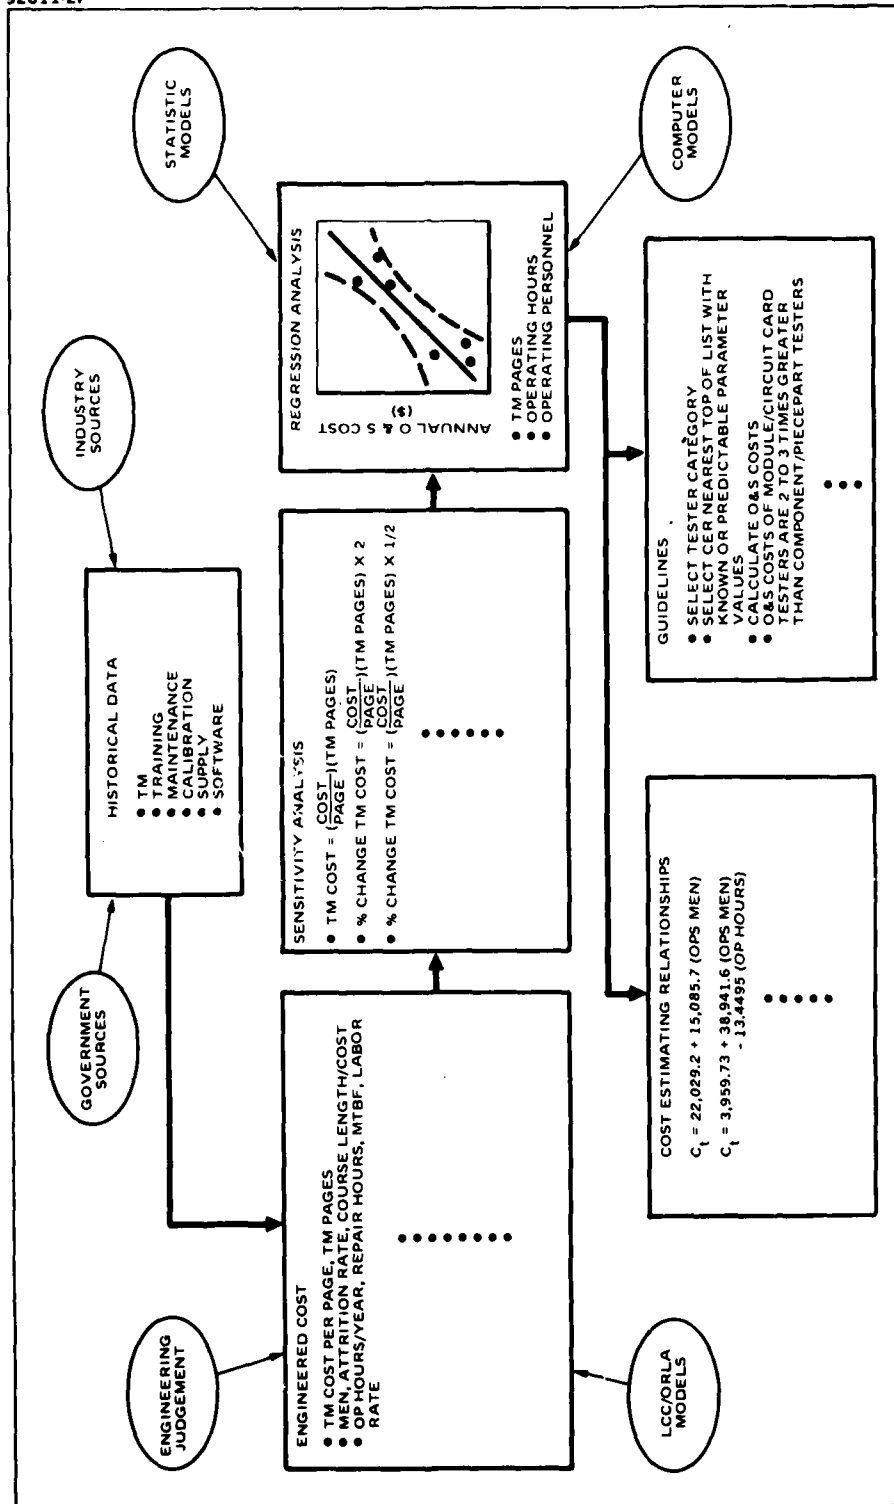 GOVERNMENT
SOURCES
INDUSTRY
SOURCES
HISTORICAL DATA
• TM
• TRAINING
• MAINTENANCE
• CALIBRATION
• SUPPLY
• SOFTWARE
ENGINEERING
JUDGEMENT
ENGINEERED COST
• TM COST PER PAGE, TM PAGES
• MEN, ATTRITION RATE, COURSE LENGTH/COST
• OP HOURS/YEAR, REPAIR HOURS, MTBF, LABOR
RATE
LCC/ORLA
MODELS
SENSITIVITY ANALYSIS
• TM COST = (COST/PAGE)(TM PAGES)
• % CHANGE TM COST = (COST/PAGE)(TM PAGES) X 2
• % CHANGE TM COST = (COST/PAGE)(TM PAGES) X 1/2
STATISTIC
MODELS
REGRESSION ANALYSIS
ANNUAL O & S COST
($)
• TM PAGES
• OPERATING HOURS
• OPERATING PERSONNEL
COMPUTER
MODELS
COST ESTIMATING RELATIONSHIPS
Ct = 22,029.2 + 15,085.7 (OPS MEN)
Ct = 3,959.73 + 38,941.6 (OPS MEN)
- 13.4495 (OP HOURS)
GUIDELINES
• SELECT TESTER CATEGORY
• SELECT CER NEAREST TOP OF LIST WITH
KNOWN OR PREDICTABLE PARAMETER
VALUES
• CALCULATE O&S COSTS
• O&S COSTS OF MODULE/CIRCUIT CARD
TESTERS ARE 2 TO 3 TIMES GREATER
THAN COMPONENT/PIECEPART TESTERS